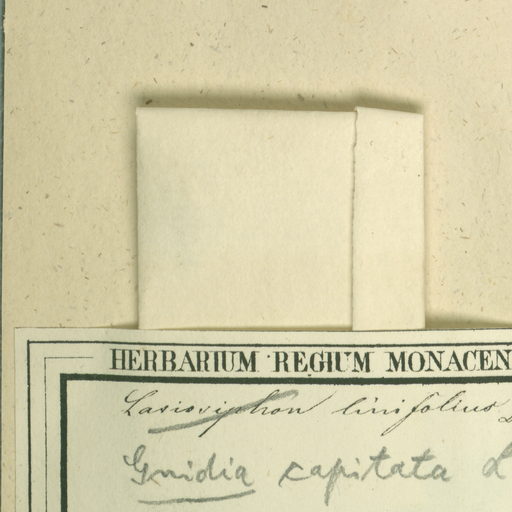 HERBARIUM REGIUM MONACEN
Lasiosiphon linifolius
Gnidia capitata L